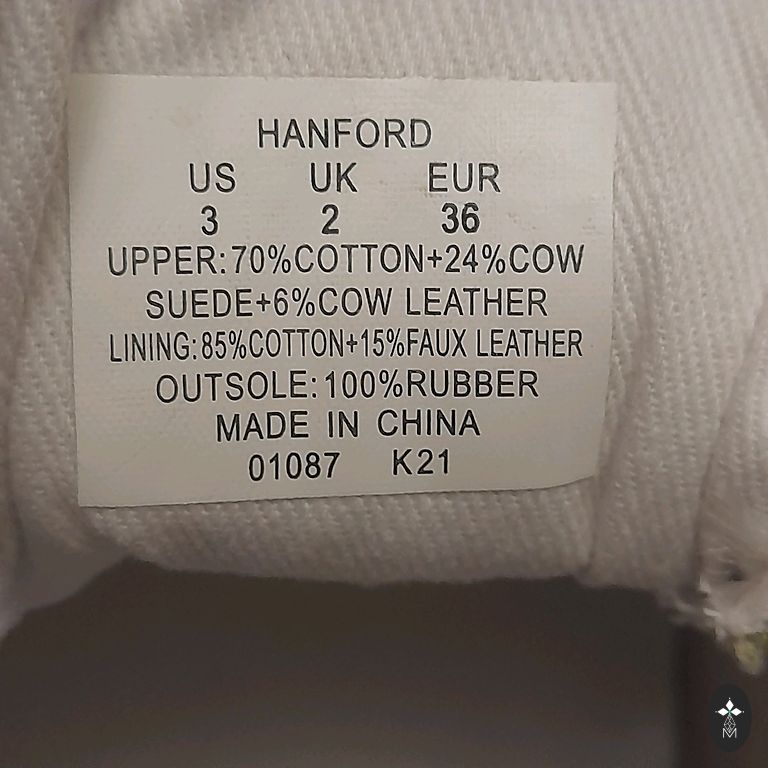 HANFORD
US UK EUR
3 2 36
UPPER:70%COTTON+24%COW
SUEDE+6%COW LEATHER
LINING:85%COTTON+15%FAUX LEATHER
OUTSOLE:100%RUBBER
MADE IN CHINA
01087 K21
M